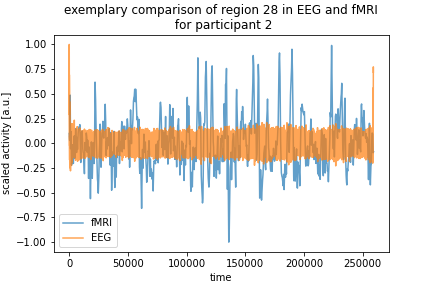 exemplary comparison of region 28 in EEG and fMRI
for participant 2
1.00
0.75
0.50
0.25
0.00
−0.25
−0.50
−0.75
−1.00
scaled activity [a.u.]
fMRI
EEG
0
50000
100000
150000
200000
250000
time